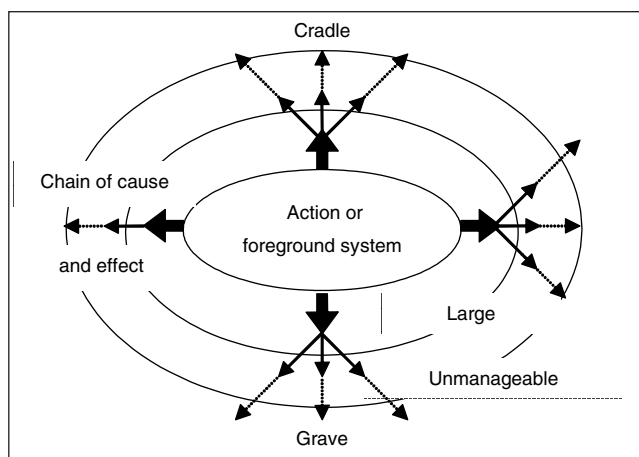 Cradle
Chain of cause
and effect
Action or
foreground system
Large
Unmanageable
Grave